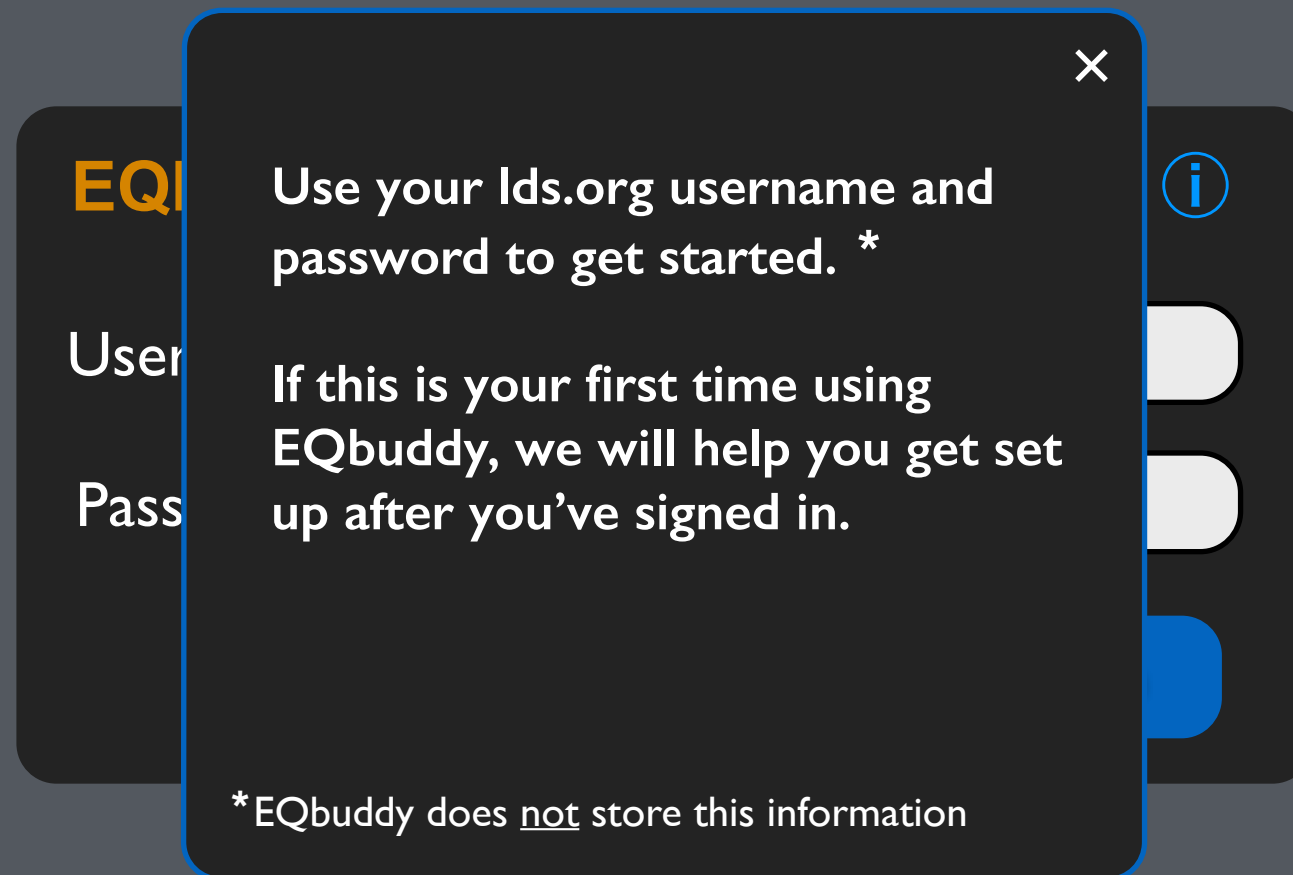 ×
EQ
i
Use your lds.org username and
password to get started. *
User
If this is your first time using
EQbuddy, we will help you get set
up after you’ve signed in.
Pass
*EQbuddy does not store this information